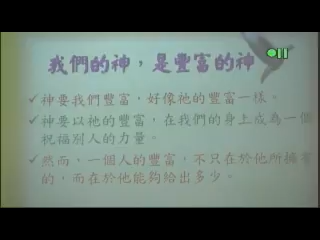 我們的神，是豐富的神
✓神要我們豐富，好像祂的豐富一樣。
✓神要以祂的豐富，在我們的身上成為一個
祝福別人的力量。
✓然而，一個人的豐富，不只在於他所擁有
的，而在於他能夠給出多少。